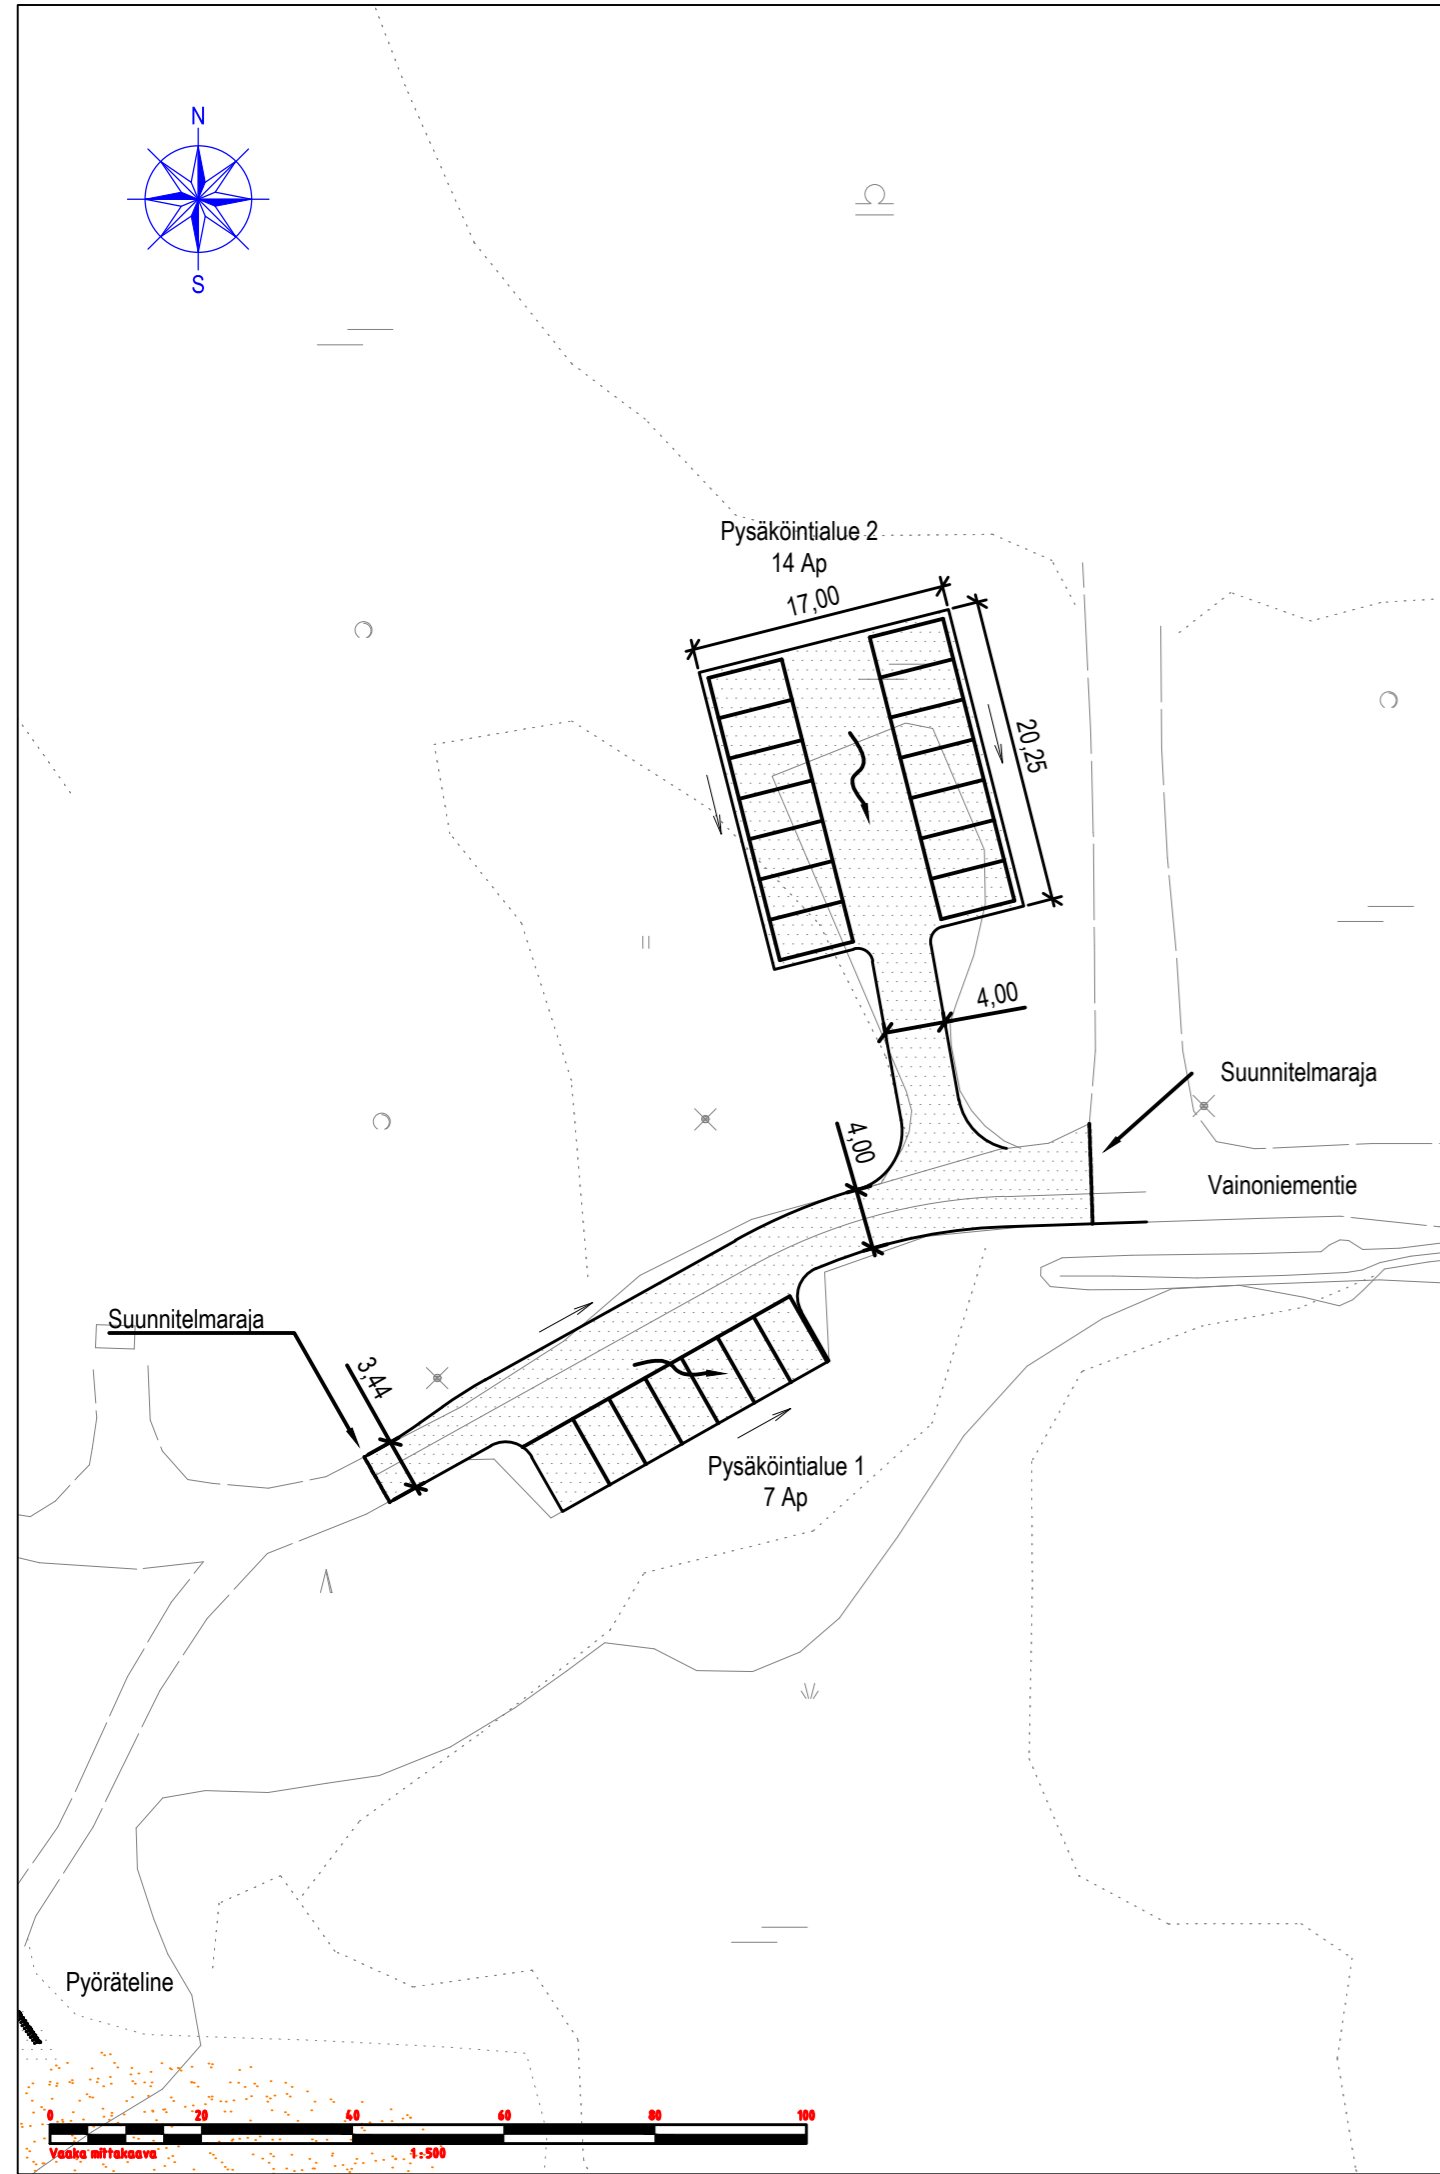 N
S
Pysäköintialue 2
14 Ap
17,00
20,25
4,00
Suunnitelmaraja
4,00
Vainoniementie
Suunnitelmaraja
3,44
Pysäköintialue 1
7 Ap
Pyöräteline
0 20 40 60 80 100
Vaaka mittakaava 1:500